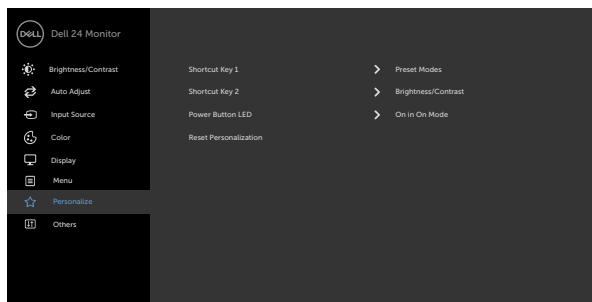 DELL Dell 24 Monitor
Brightness/Contrast Shortcut Key 1 Preset Modes
Auto Adjust Shortcut Key 2 Brightness/Contrast
Input Source Power Button LED On in On Mode
Color Reset Personalization
Display
Menu
Personalize
Others